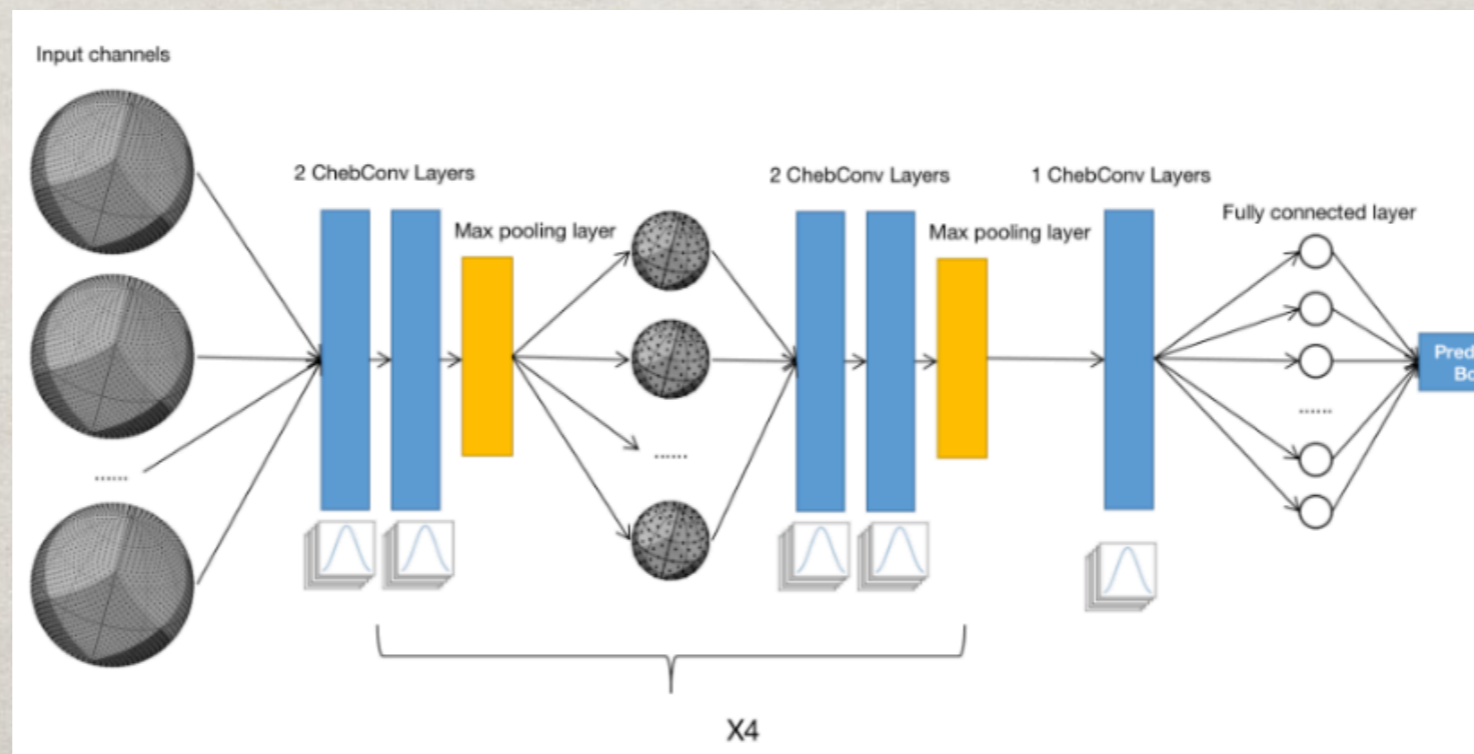 Input channels
2 ChebConv Layers
2 ChebConv Layers
1 ChebConv Layers
Max pooling layer
Max pooling layer
Fully connected layer
......
......
......
X4